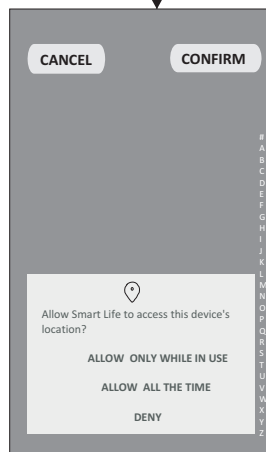 CANCEL
CONFIRM
#
A
B
C
D
E
F
G
H
I
J
K
L
M
N
O
P
Q
R
S
T
U
V
W
X
Y
Z
Allow Smart Life to access this device's
location?
ALLOW ONLY WHILE IN USE
ALLOW ALL THE TIME
DENY